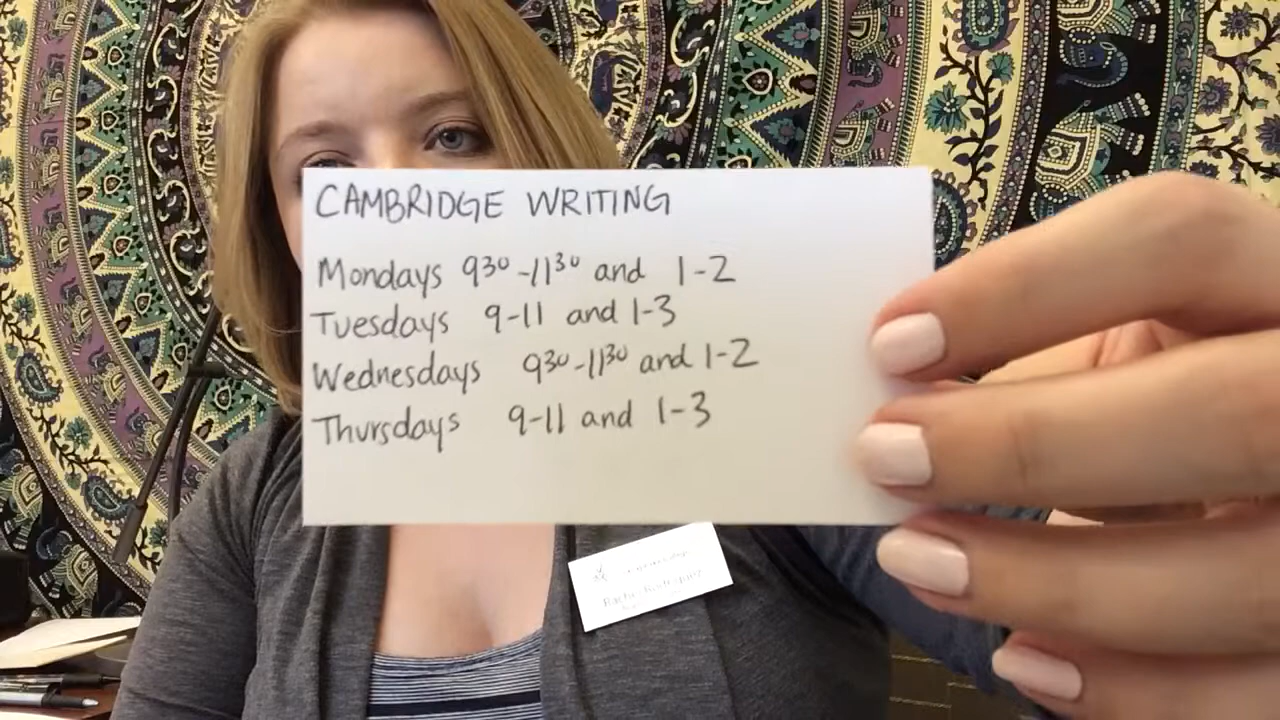 CAMBRIDGE WRITING
Mondays 9³⁰-11³⁰ and 1-2
Tuesdays 9-11 and 1-3
Wednesdays 9³⁰-11³⁰ and 1-2
Thursdays 9-11 and 1-3